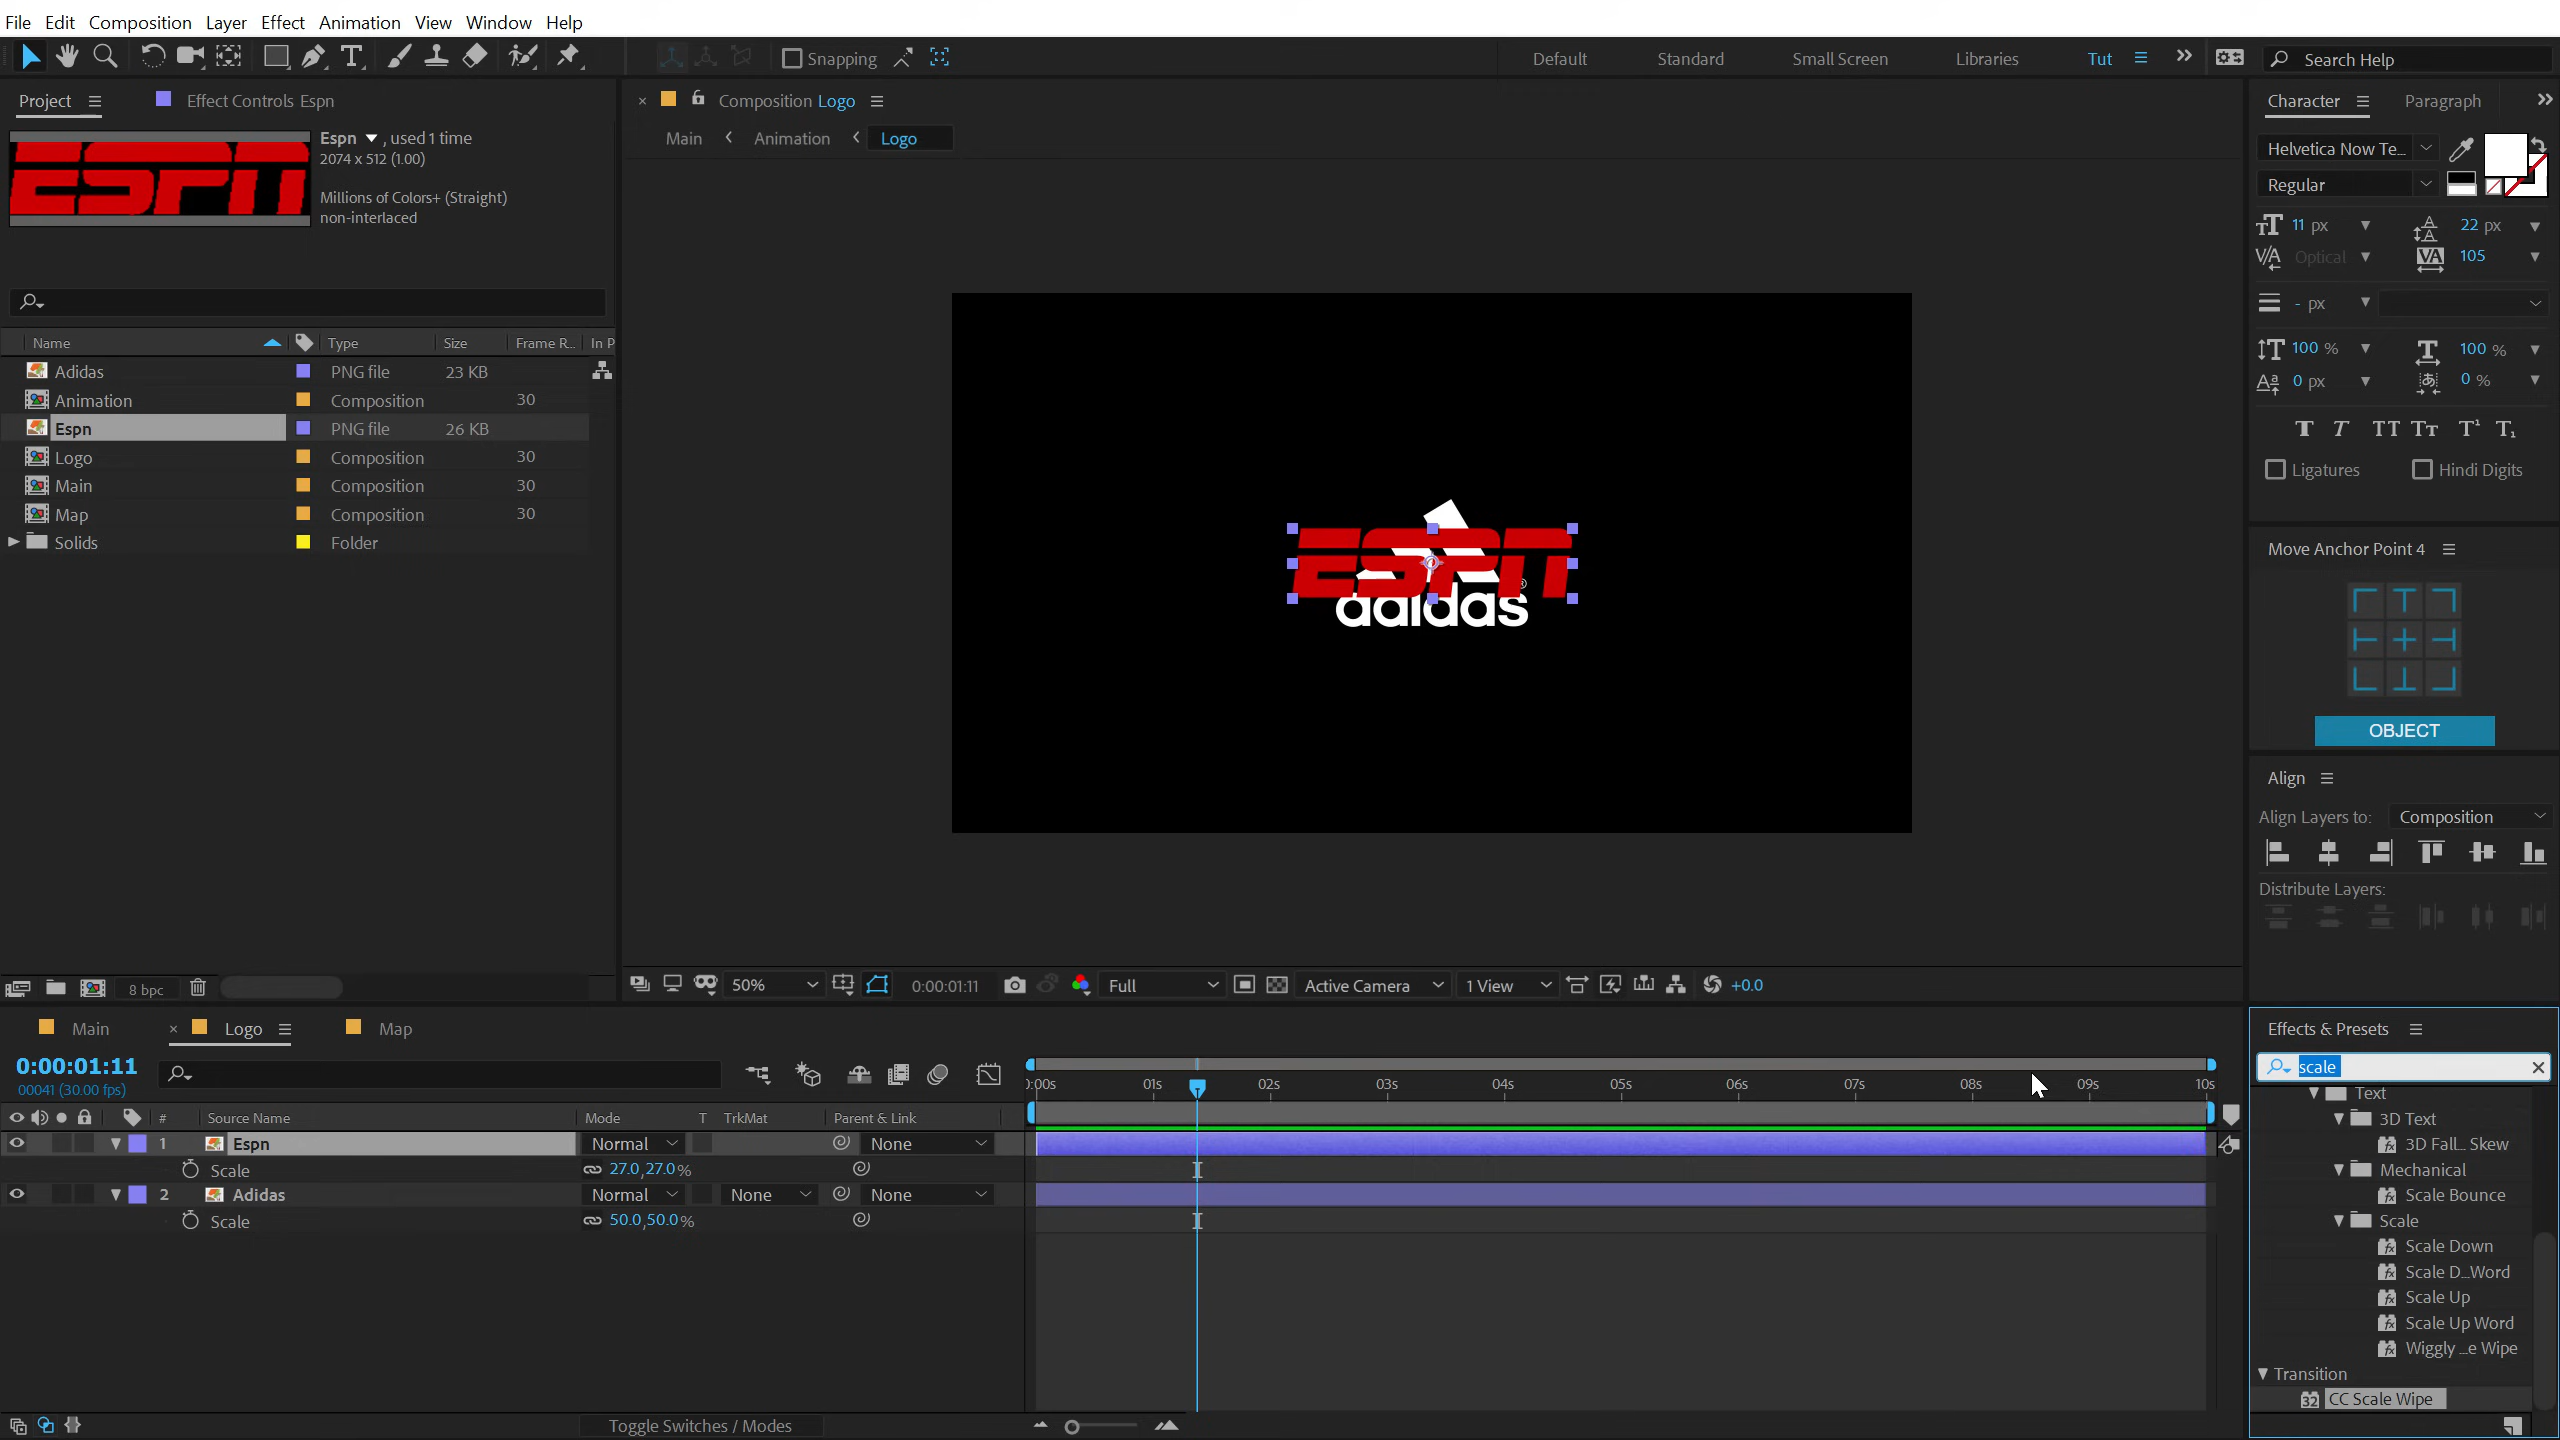 File Edit Composition Layer Effect Animation View Window Help
Snapping
Default Standard Small Screen Libraries Tut
Search Help
Project
Effect Controls Espn
Espn , used 1 time
2074 x 512 (1.00)
Millions of Colors+ (Straight)
non-interlaced
Name Type Size Frame R... In P
Adidas PNG file 23 KB
Animation Composition 30
Espn PNG file 26 KB
Logo Composition 30
Main Composition 30
Map Composition 30
Solids Folder
8 bpc
Composition Logo
Main Animation Logo
ESPN
adidas®
50% 0:00:01:11 Full Active Camera 1 View +0.0
Character Paragraph
Helvetica Now Te...
Regular
11 px 22 px
Optical 105
- px
100 % 100 %
0 px 0 %
Ligatures Hindi Digits
Move Anchor Point 4
OBJECT
Align
Align Layers to: Composition
Distribute Layers:
Main Logo Map
0:00:01:11
00041 (30.00 fps)
# Source Name Mode T TrkMat Parent & Link
1 Espn Normal None
Scale 27.0,27.0%
2 Adidas Normal None None
Scale 50.0,50.0%
Toggle Switches / Modes
):00s 01s 02s 03s 04s 05s 06s 07s 08s 09s 10s
Effects & Presets
scale
Text
3D Text
3D Fall... Skew
Mechanical
Scale Bounce
Scale
Scale Down
Scale D...Word
Scale Up
Scale Up Word
Wiggly ...e Wipe
Transition
32 CC Scale Wipe